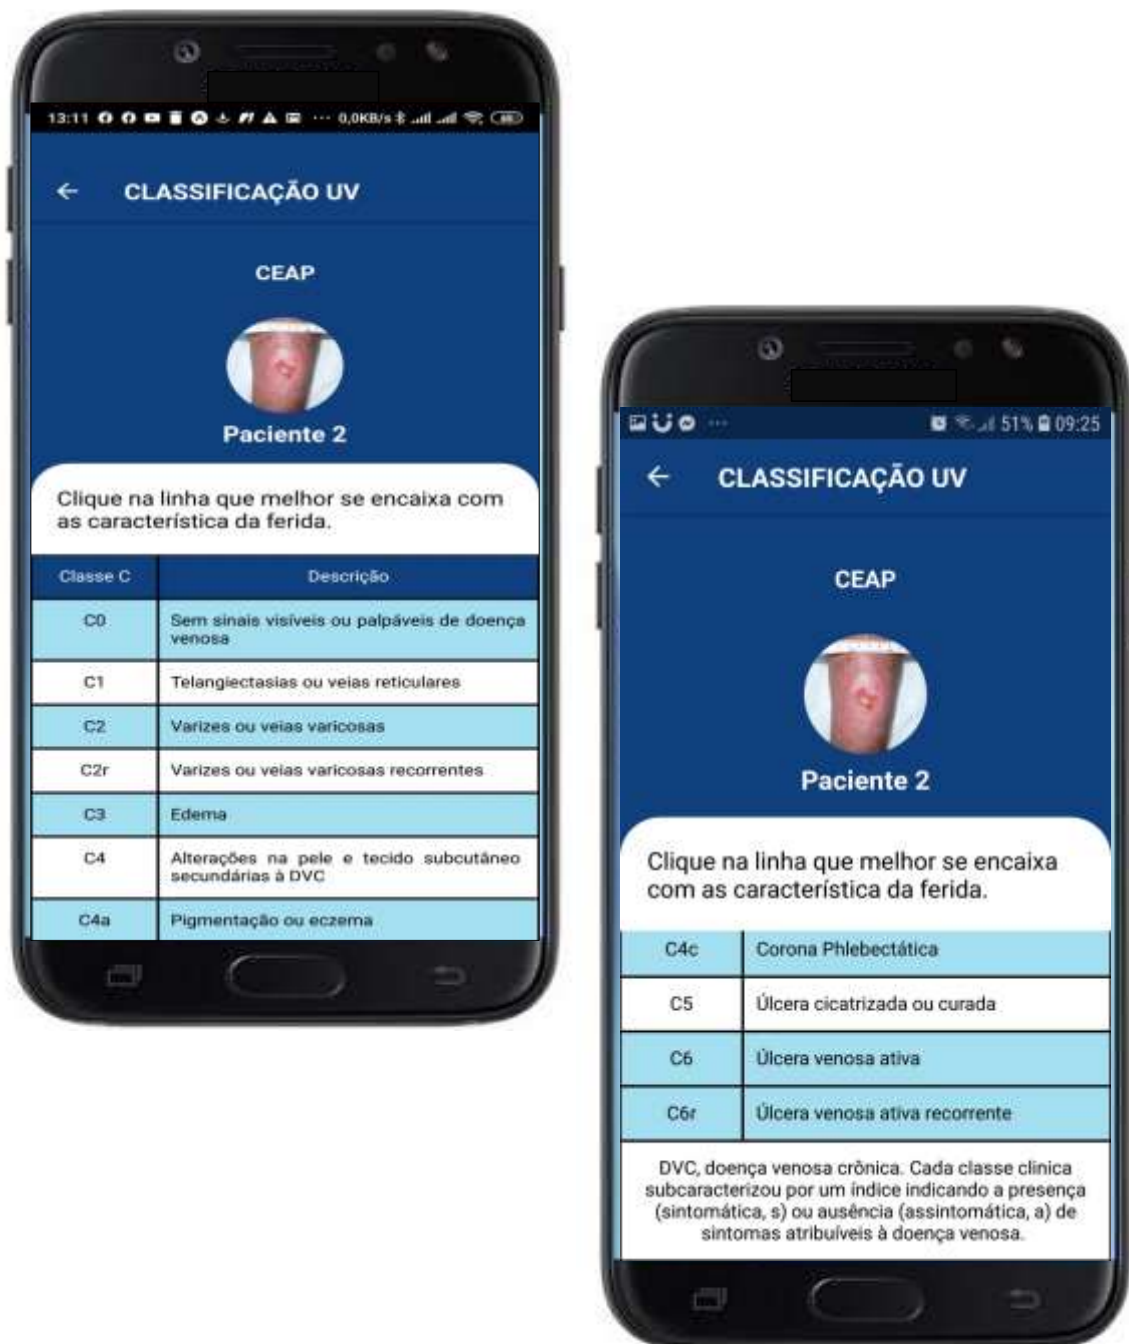 13:11
0,0KB/s
CLASSIFICAÇÃO UV
CEAP
Paciente 2
Clique na linha que melhor se encaixa com
as característica da ferida.
Classe C Descrição
C0 Sem sinais visíveis ou palpáveis de doença
venosa
C1 Telangiectasias ou veias reticulares
C2 Varizes ou veias varicosas
C2r Varizes ou veias varicosas recorrentes
C3 Edema
C4 Alterações na pele e tecido subcutâneo
secundárias à DVC
C4a Pigmentação ou eczema
51% 09:25
CLASSIFICAÇÃO UV
CEAP
Paciente 2
Clique na linha que melhor se encaixa
com as característica da ferida.
C4c Corona Phlebectática
C5 Úlcera cicatrizada ou curada
C6 Úlcera venosa ativa
C6r Úlcera venosa ativa recorrente
DVC, doença venosa crônica. Cada classe clinica
subcaracterizou por um índice indicando a presença
(sintomática, s) ou ausência (assintomática, a) de
sintomas atribuíveis à doença venosa.